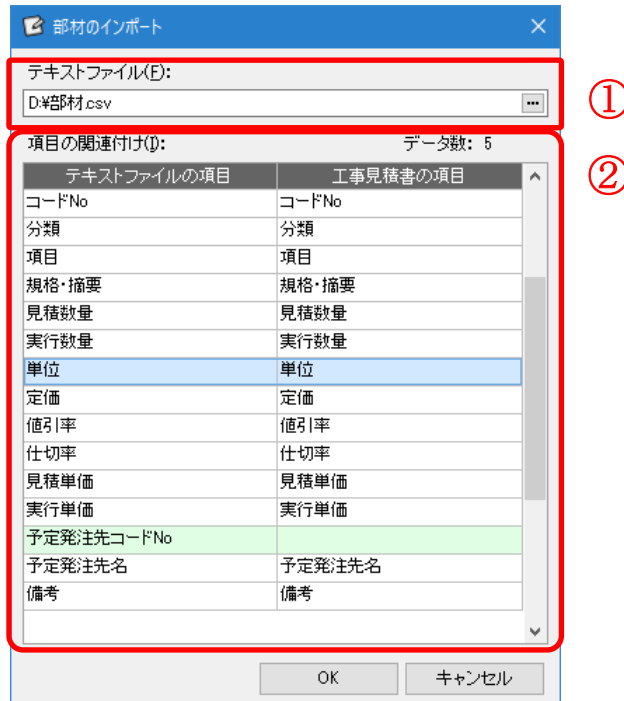 部材のインポート
テキストファイル(F):
D:¥部材.csv
①
項目の関連付け(I): データ数: 5
②
テキストファイルの項目 工事見積書の項目
コードNo コードNo
分類 分類
項目 項目
規格・摘要 規格・摘要
見積数量 見積数量
実行数量 実行数量
単位 単位
定価 定価
値引率 値引率
仕切率 仕切率
見積単価 見積単価
実行単価 実行単価
予定発注先コードNo
予定発注先名 予定発注先名
備考 備考
OK キャンセル